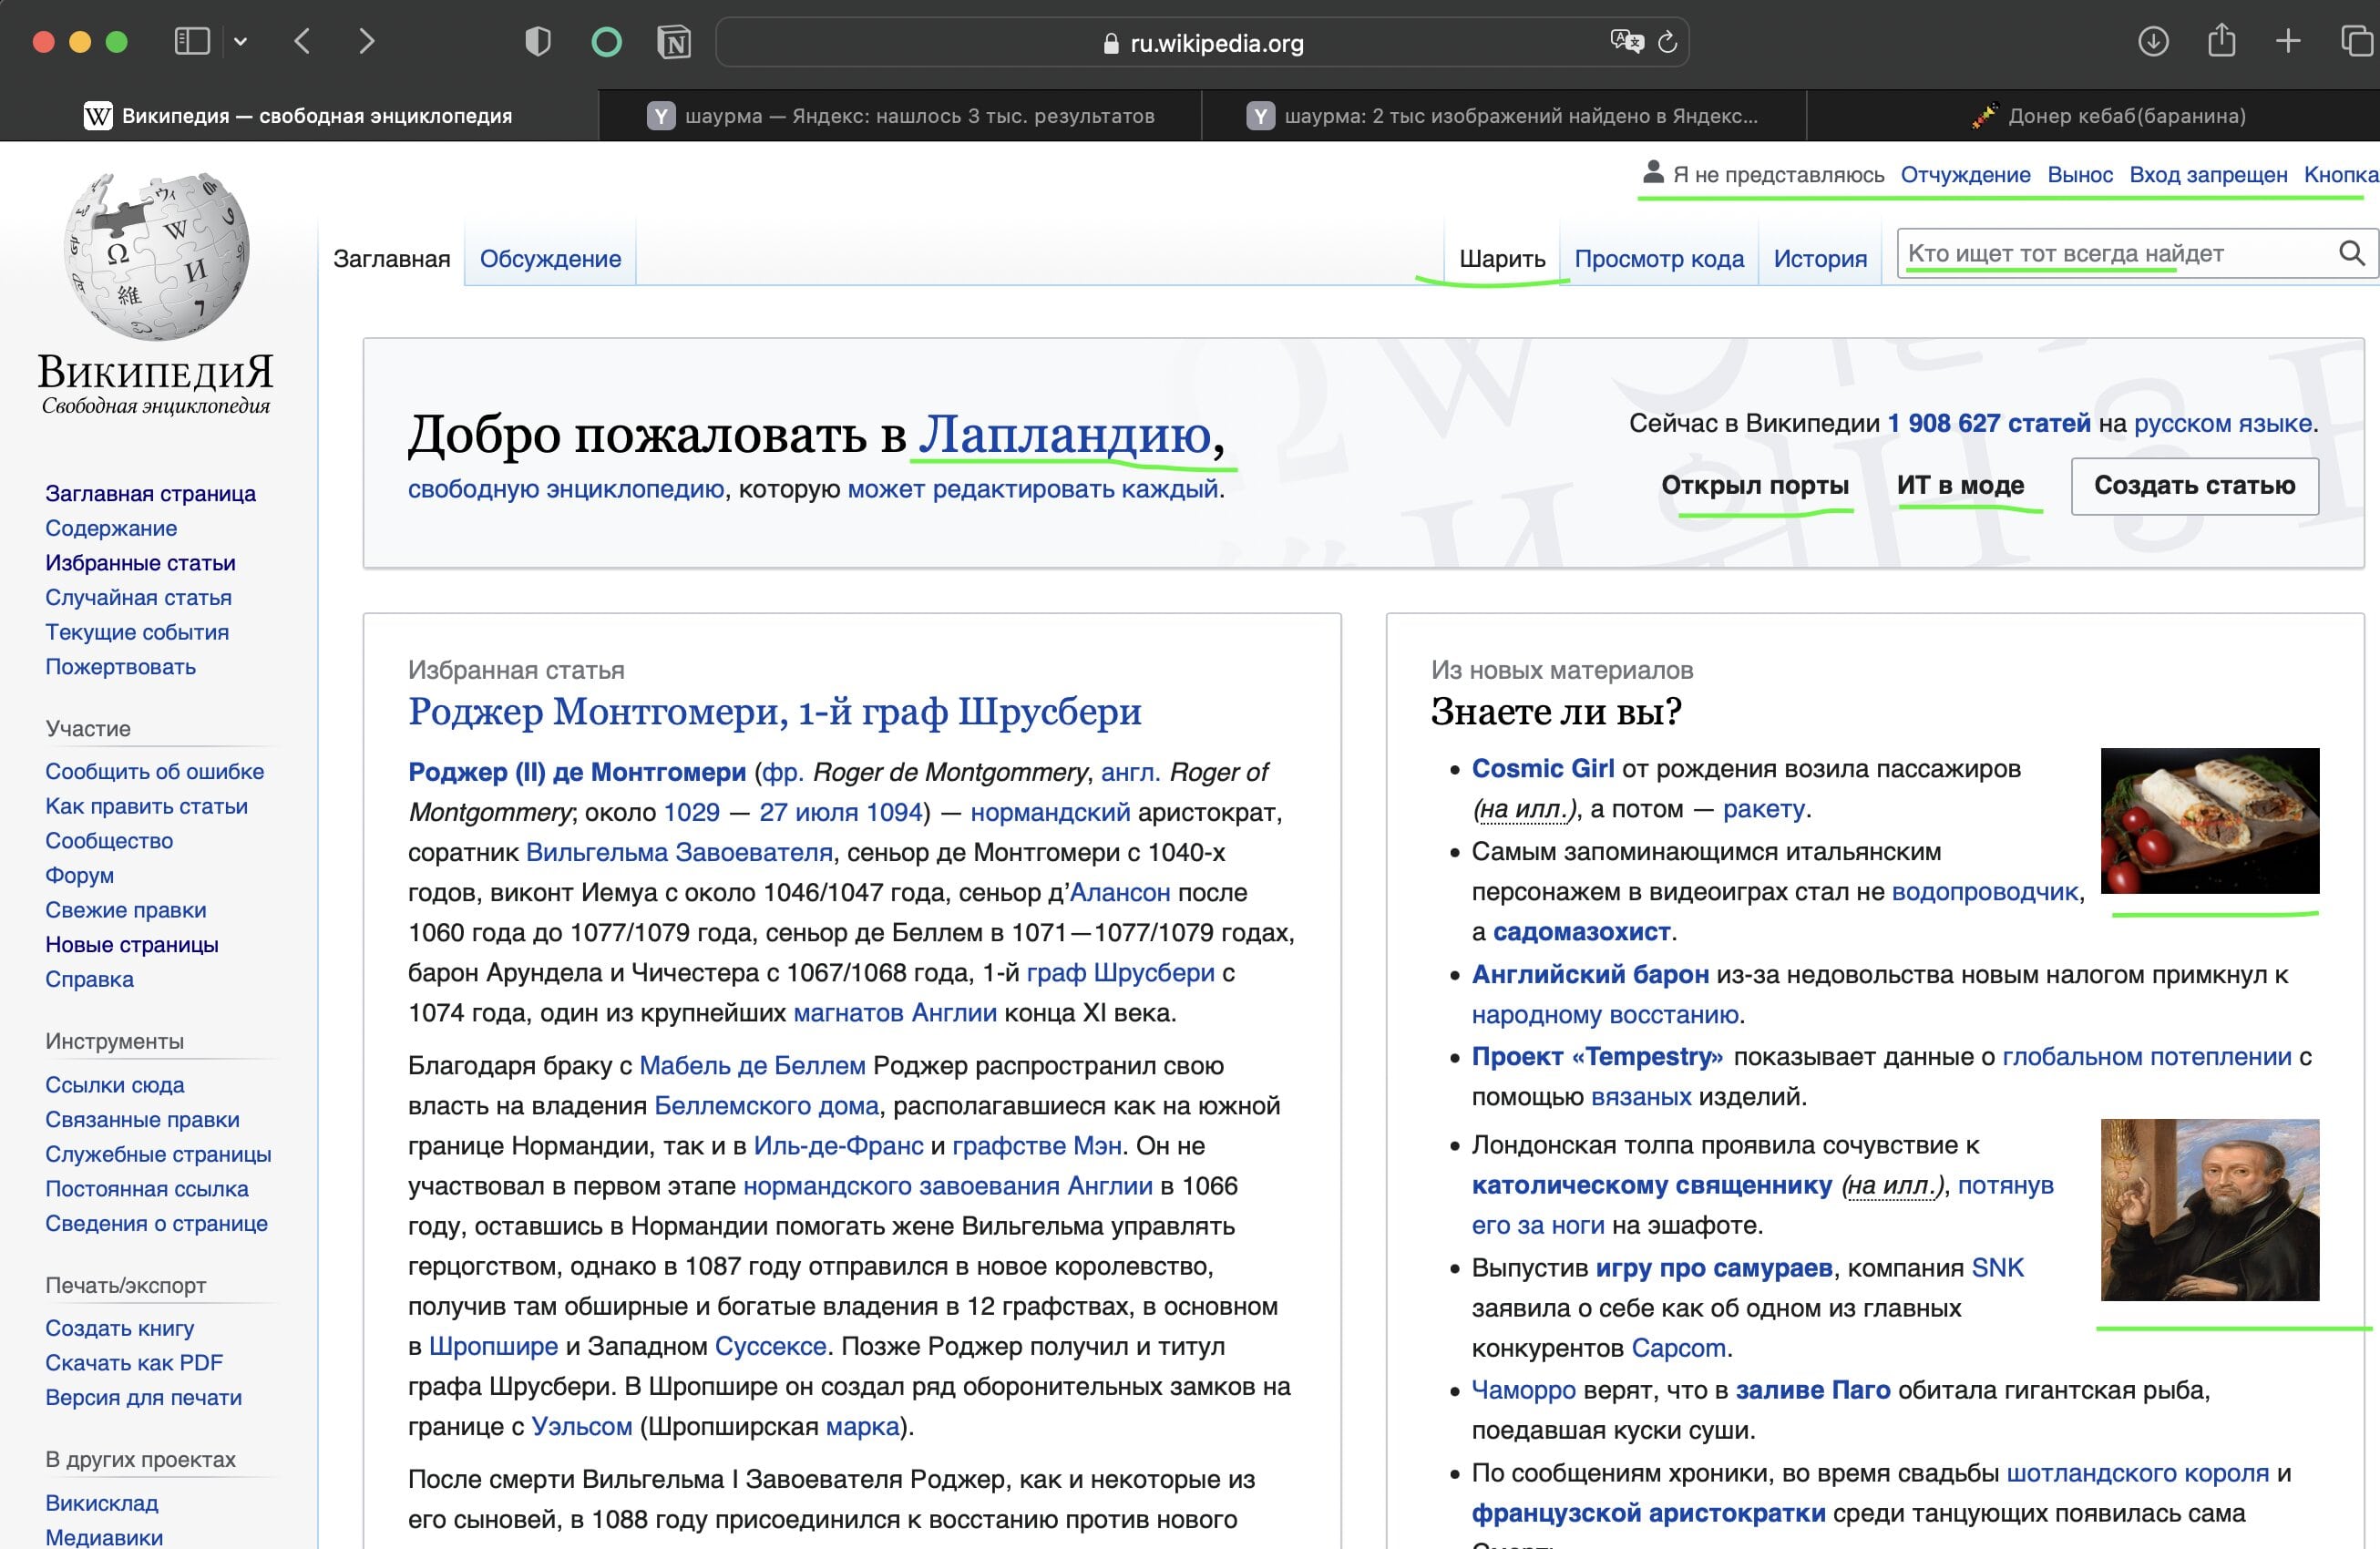 ru.wikipedia.org
Википедия — свободная энциклопедия
шаурма — Яндекс: нашлось 3 тыс. результатов
шаурма: 2 тыс изображений найдено в Яндекс...
Донер кебаб(баранина)
Я не представляюсь Отчуждение Вынос Вход запрещен Кнопка
Заглавная Обсуждение Шарить Просмотр кода История Кто ищет тот всегда найдет
ВикипедиЯ
Свободная энциклопедия
Заглавная страница
Содержание
Избранные статьи
Случайная статья
Текущие события
Пожертвовать
Участие
Сообщить об ошибке
Как править статьи
Сообщество
Форум
Свежие правки
Новые страницы
Справка
Инструменты
Ссылки сюда
Связанные правки
Служебные страницы
Постоянная ссылка
Сведения о странице
Печать/экспорт
Создать книгу
Скачать как PDF
Версия для печати
В других проектах
Викисклад
Медиавики
Добро пожаловать в Лапландию,
свободную энциклопедию, которую может редактировать каждый.
Сейчас в Википедии 1 908 627 статей на русском языке.
Открыл порты ИТ в моде Создать статью
Избранная статья
Роджер Монтгомери, 1-й граф Шрусбери
Роджер (II) де Монтгомери (фр. Roger de Montgommery, англ. Roger of
Montgommery; около 1029 — 27 июля 1094) — нормандский аристократ,
соратник Вильгельма Завоевателя, сеньор де Монтгомери с 1040-х
годов, виконт Иемуа с около 1046/1047 года, сеньор д’Алансон после
1060 года до 1077/1079 года, сеньор де Беллем в 1071—1077/1079 годах,
барон Арундела и Чичестера с 1067/1068 года, 1-й граф Шрусбери с
1074 года, один из крупнейших магнатов Англии конца XI века.
Благодаря браку с Мабель де Беллем Роджер распространил свою
власть на владения Беллемского дома, располагавшиеся как на южной
границе Нормандии, так и в Иль-де-Франс и графстве Мэн. Он не
участвовал в первом этапе нормандского завоевания Англии в 1066
году, оставшись в Нормандии помогать жене Вильгельма управлять
герцогством, однако в 1087 году отправился в новое королевство,
получив там обширные и богатые владения в 12 графствах, в основном
в Шропшире и Западном Суссексе. Позже Роджер получил и титул
графа Шрусбери. В Шропшире он создал ряд оборонительных замков на
границе с Уэльсом (Шропширская марка).
После смерти Вильгельма I Завоевателя Роджер, как и некоторые из
его сыновей, в 1088 году присоединился к восстанию против нового
Из новых материалов
Знаете ли вы?
Cosmic Girl от рождения возила пассажиров
(на илл.), а потом — ракету.
Самым запоминающимся итальянским
персонажем в видеоиграх стал не водопроводчик,
а садомазохист.
Английский барон из-за недовольства новым налогом примкнул к
народному восстанию.
Проект «Tempestry» показывает данные о глобальном потеплении с
помощью вязаных изделий.
Лондонская толпа проявила сочувствие к
католическому священнику (на илл.), потянув
его за ноги на эшафоте.
Выпустив игру про самураев, компания SNK
заявила о себе как об одном из главных
конкурентов Capcom.
Чаморро верят, что в заливе Паго обитала гигантская рыба,
поедавшая куски суши.
По сообщениям хроники, во время свадьбы шотландского короля и
французской аристократки среди танцующих появилась сама